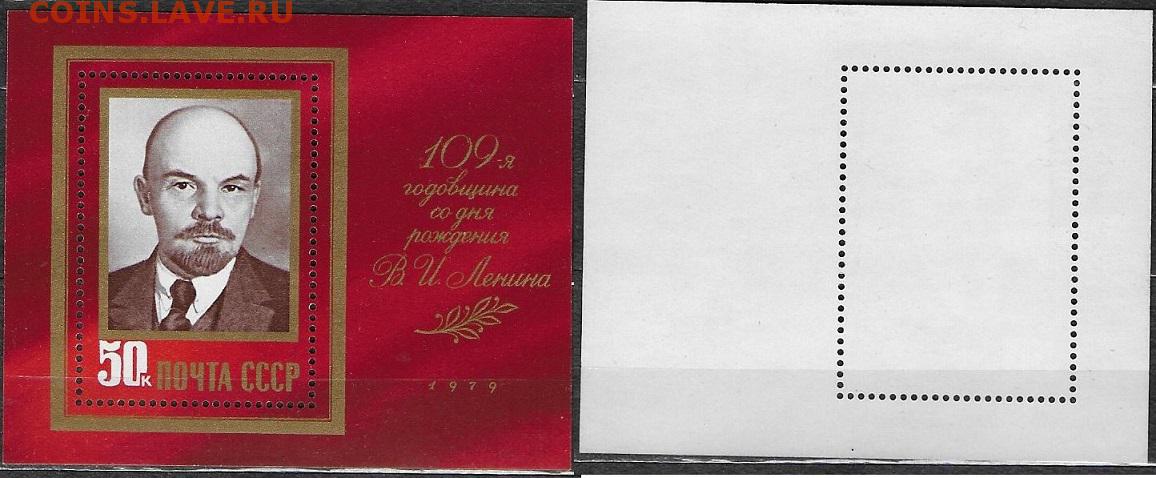 COINS.LAVE.RU
109-я
годовщина
со дня
рождения
В. И. Ленина
50к ПОЧТА СССР
1979